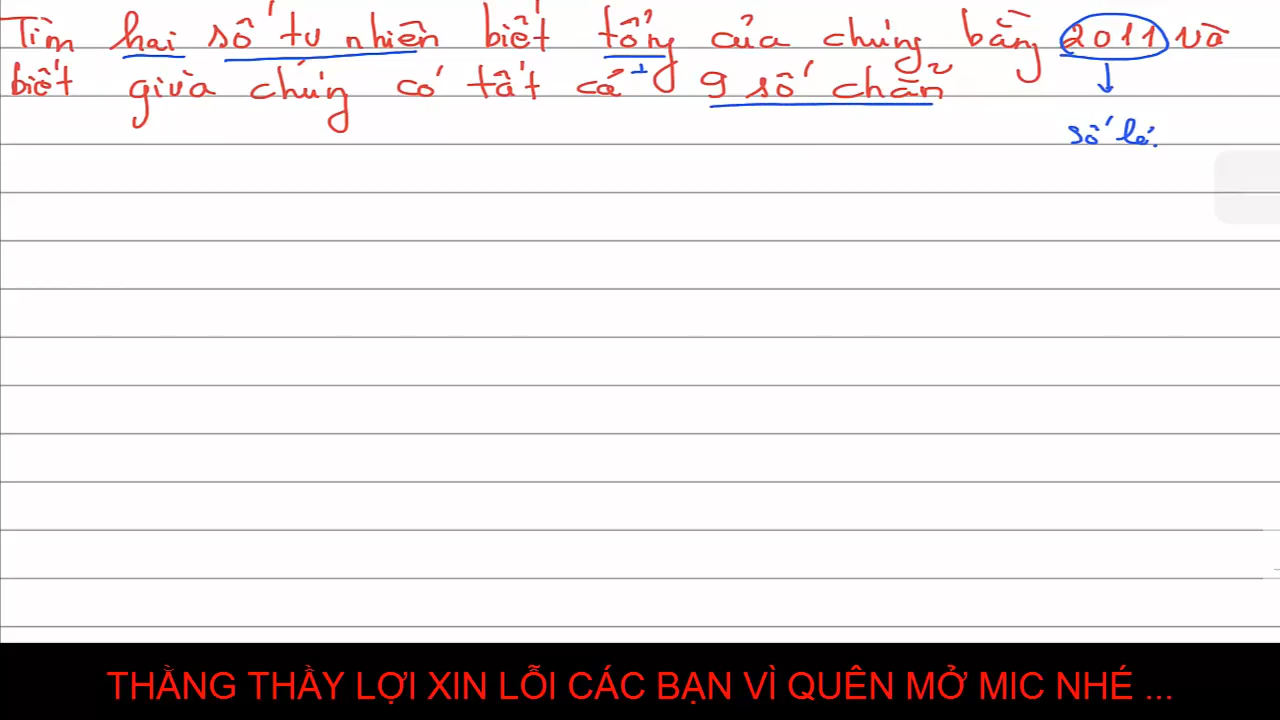 Tìm hai số tự nhiên biết tổng của chúng bằng 2011 và
biết giữa chúng có tất cả 9 số chẵn
số lẻ.
THẰNG THẦY LỢI XIN LỖI CÁC BẠN VÌ QUÊN MỞ MIC NHÉ ...